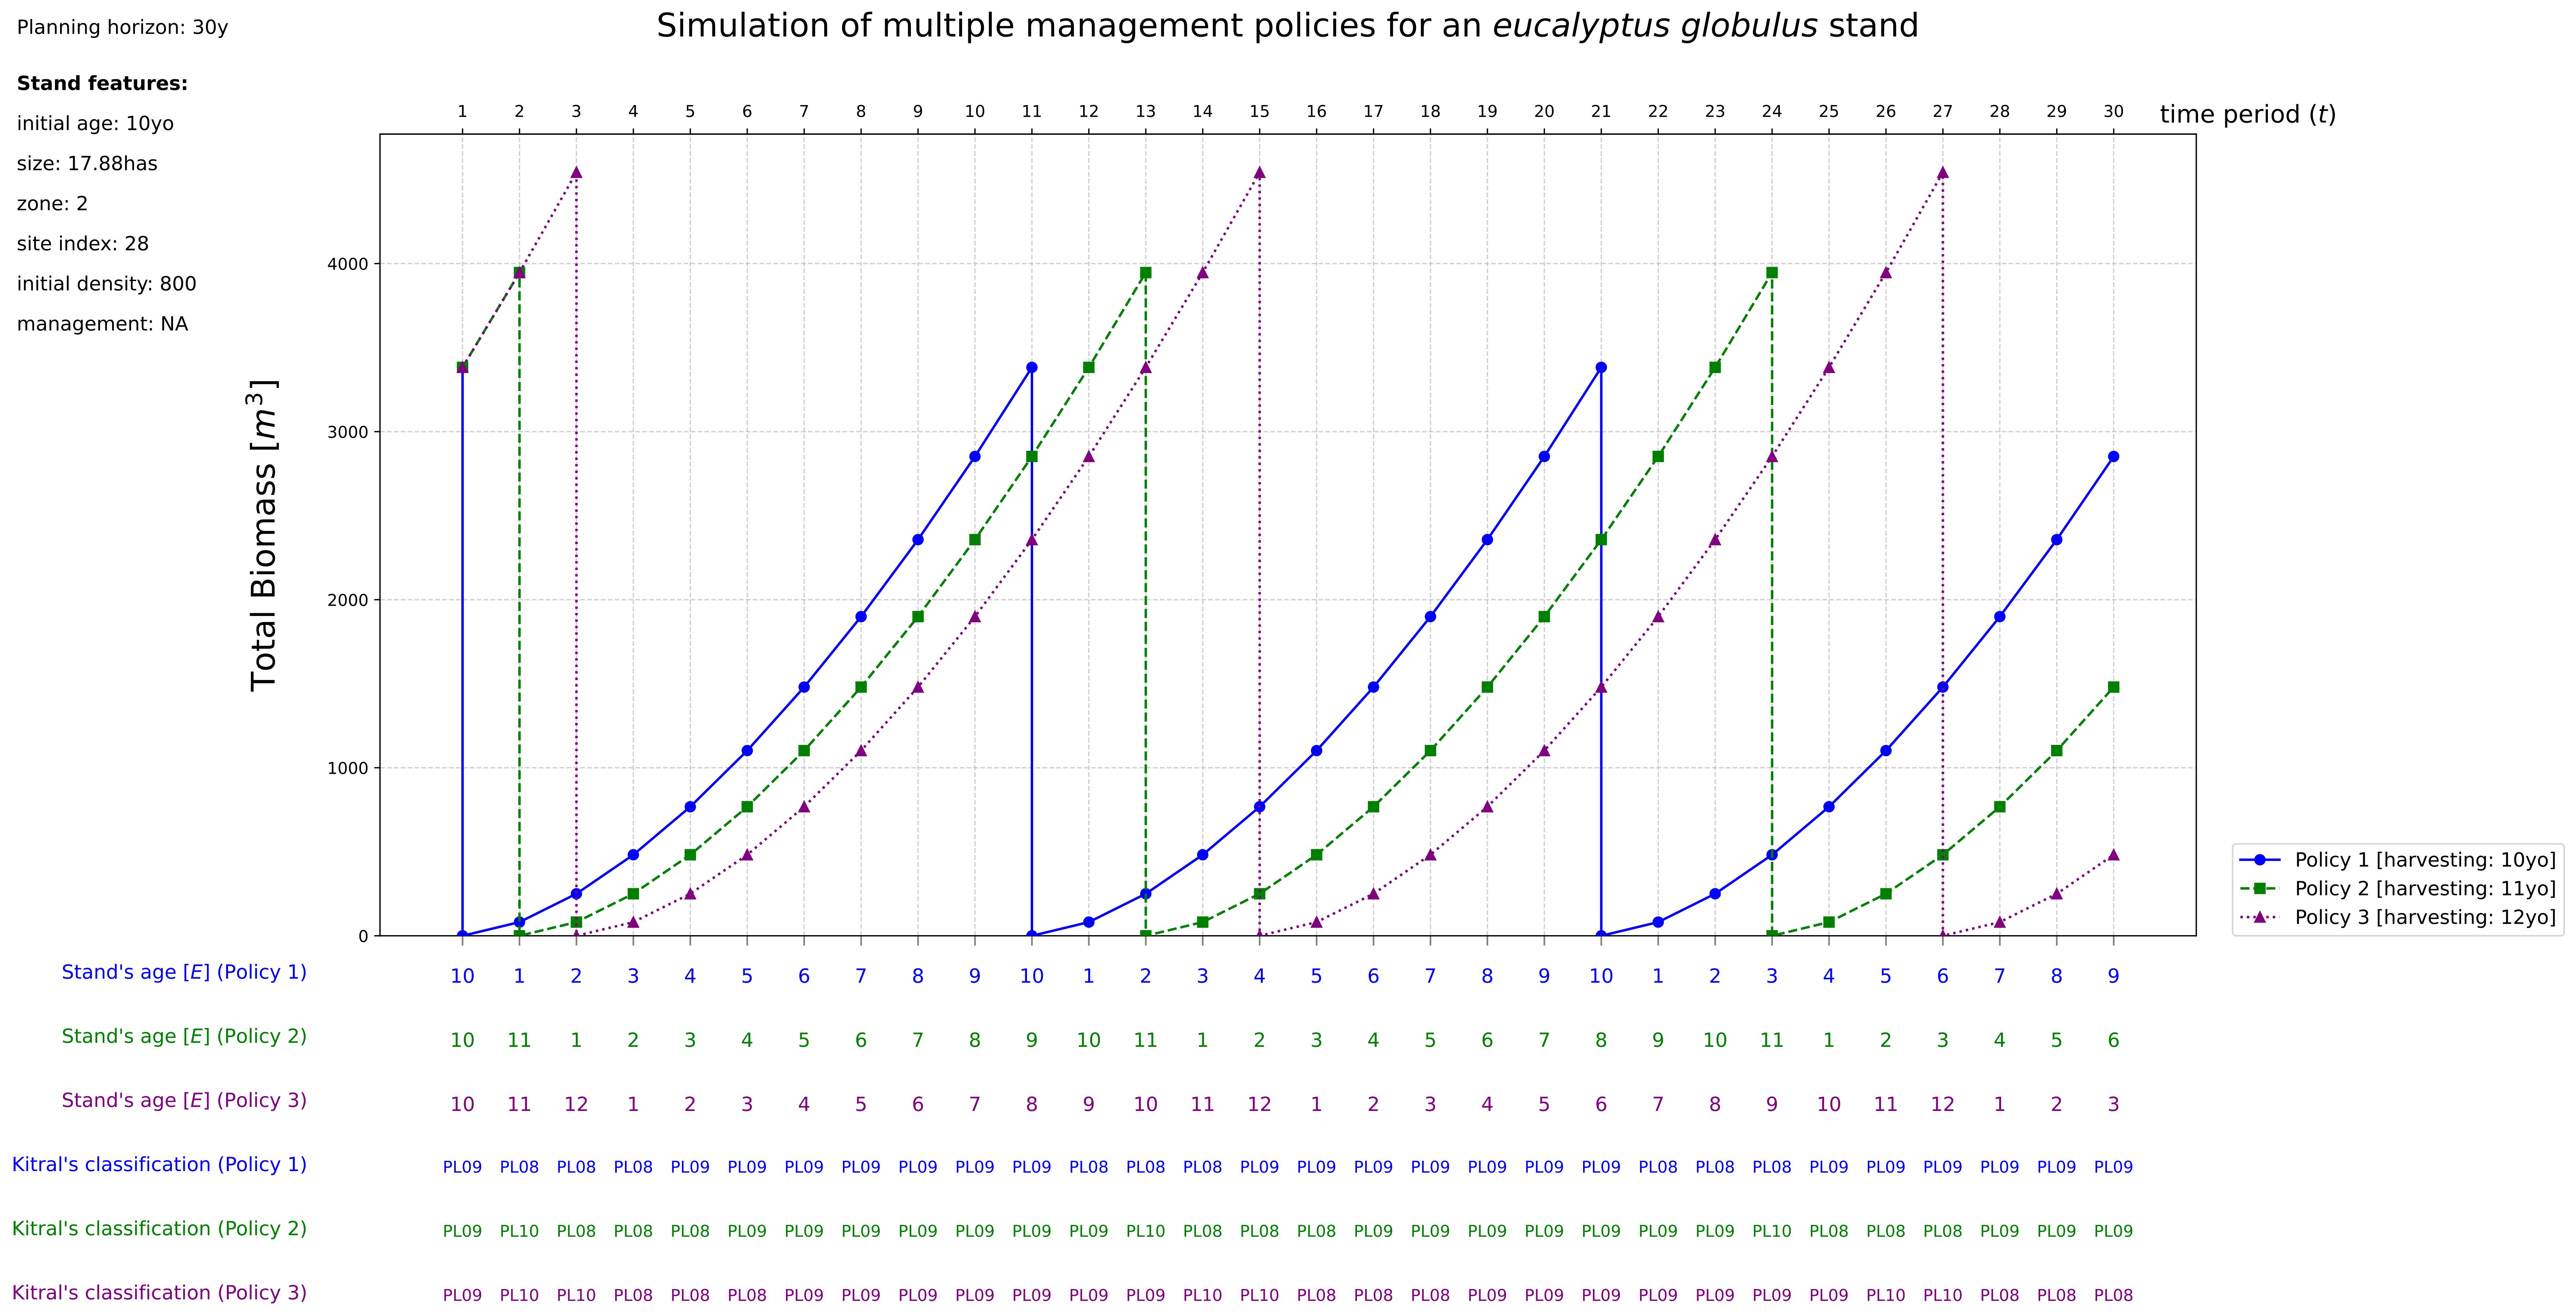 Simulation of multiple management policies for an eucalyptus globulus stand
Planning horizon: 30y
Stand features:
initial age: 10yo
size: 17.88has
zone: 2
site index: 28
initial density: 800
management: NA
1 2 3 4 5 6 7 8 9 10 11 12 13 14 15 16 17 18 19 20 21 22 23 24 25 26 27 28 29 30 time period (t)
Total Biomass [m³]
4000
3000
2000
1000
0
Policy 1 [harvesting: 10yo]
Policy 2 [harvesting: 11yo]
Policy 3 [harvesting: 12yo]
Stand's age [E] (Policy 1) 10 1 2 3 4 5 6 7 8 9 10 1 2 3 4 5 6 7 8 9 10 1 2 3 4 5 6 7 8 9
Stand's age [E] (Policy 2) 10 11 1 2 3 4 5 6 7 8 9 10 11 1 2 3 4 5 6 7 8 9 10 11 1 2 3 4 5 6
Stand's age [E] (Policy 3) 10 11 12 1 2 3 4 5 6 7 8 9 10 11 12 1 2 3 4 5 6 7 8 9 10 11 12 1 2 3
Kitral's classification (Policy 1) PL09 PL08 PL08 PL08 PL09 PL09 PL09 PL09 PL09 PL09 PL09 PL08 PL08 PL08 PL09 PL09 PL09 PL09 PL09 PL09 PL09 PL08 PL08 PL08 PL09 PL09 PL09 PL09 PL09 PL09
Kitral's classification (Policy 2) PL09 PL10 PL08 PL08 PL08 PL09 PL09 PL09 PL09 PL09 PL09 PL09 PL10 PL08 PL08 PL08 PL09 PL09 PL09 PL09 PL09 PL09 PL09 PL10 PL08 PL08 PL08 PL09 PL09 PL09
Kitral's classification (Policy 3) PL09 PL10 PL10 PL08 PL08 PL08 PL09 PL09 PL09 PL09 PL09 PL09 PL09 PL10 PL10 PL08 PL08 PL08 PL09 PL09 PL09 PL09 PL09 PL09 PL09 PL10 PL10 PL08 PL08 PL08